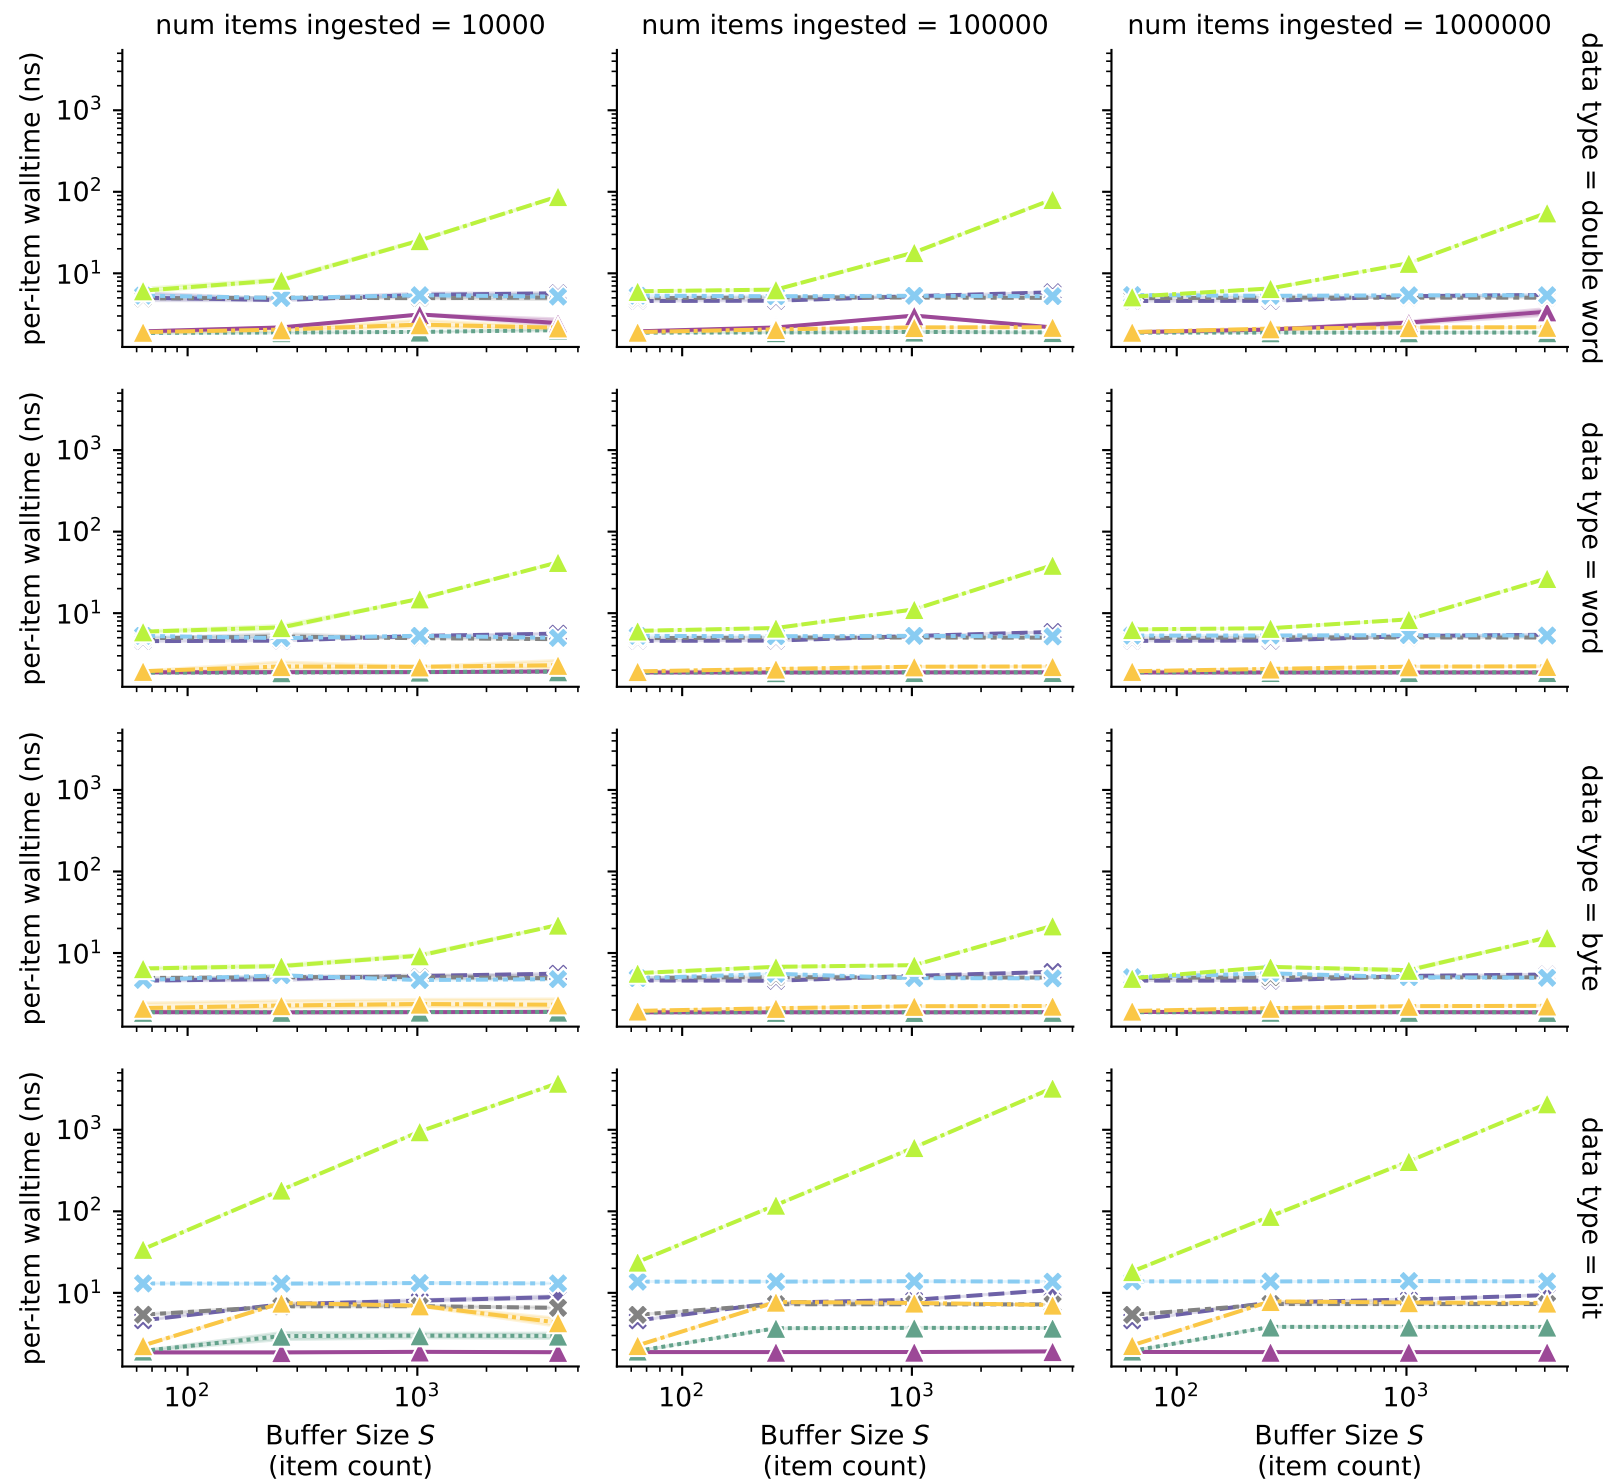 num items ingested = 10000
num items ingested = 100000
num items ingested = 1000000
per-item walltime (ns)
10³
10²
10¹
data type = double word
per-item walltime (ns)
10³
10²
10¹
data type = word
per-item walltime (ns)
10³
10²
10¹
data type = byte
per-item walltime (ns)
10³
10²
10¹
data type = bit
10² 10³
10² 10³
10² 10³
Buffer Size S
(item count)
Buffer Size S
(item count)
Buffer Size S
(item count)